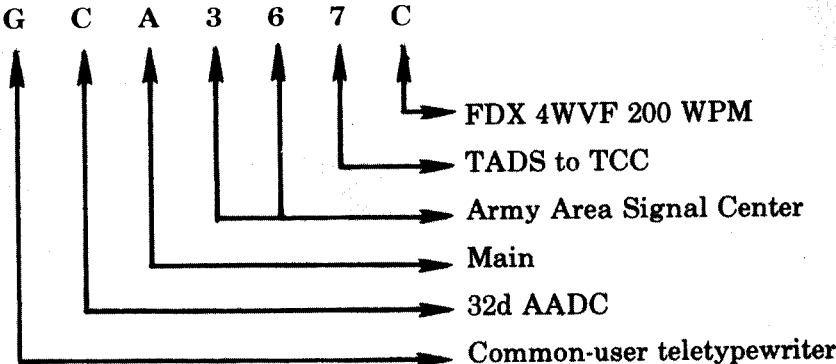 G C A 3 6 7 C
FDX 4WVF 200 WPM
TADS to TCC
Army Area Signal Center
Main
32d AADC
Common-user teletypewriter